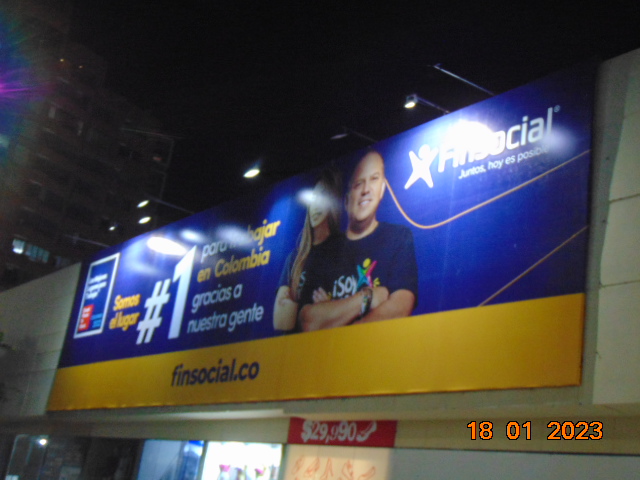 Finsocial
Juntos, hoy es posible
Somos
el lugar
#1
para trabajar
en Colombia
gracias a
nuestra gente
¡Soy
finsocial.co
$29,990
18 01 2023